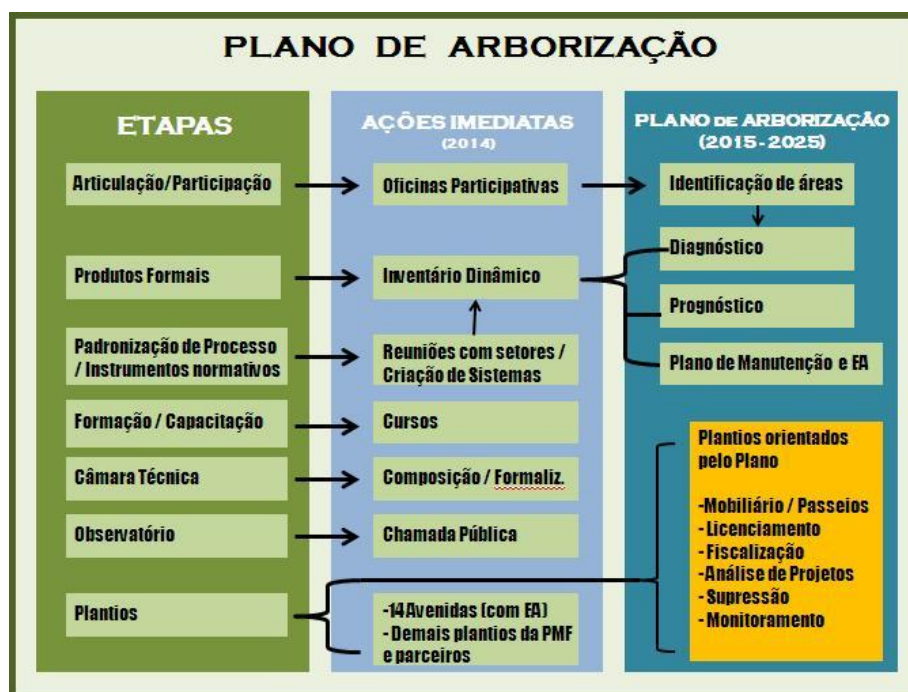 PLANO DE ARBORIZAÇÃO
ETAPAS
Articulação/Participação
Produtos Formais
Padronização de Processo
/ Instrumentos normativos
Formação / Capacitação
Câmara Técnica
Observatório
Plantios
AÇÕES IMEDIATAS
(2014)
Oficinas Participativas
Inventário Dinâmico
Reuniões com setores /
Criação de Sistemas
Cursos
Composição / Formaliz.
Chamada Pública
-14 Avenidas (com EA)
- Demais plantios da PMF
e parceiros
PLANO DE ARBORIZAÇÃO
(2015-2025)
Identificação de áreas
Diagnóstico
Prognóstico
Plano de Manutenção e EA
Plantios orientados
pelo Plano
-Mobiliário / Passeios
-Licenciamento
-Fiscalização
-Análise de Projetos
-Supressão
-Monitoramento